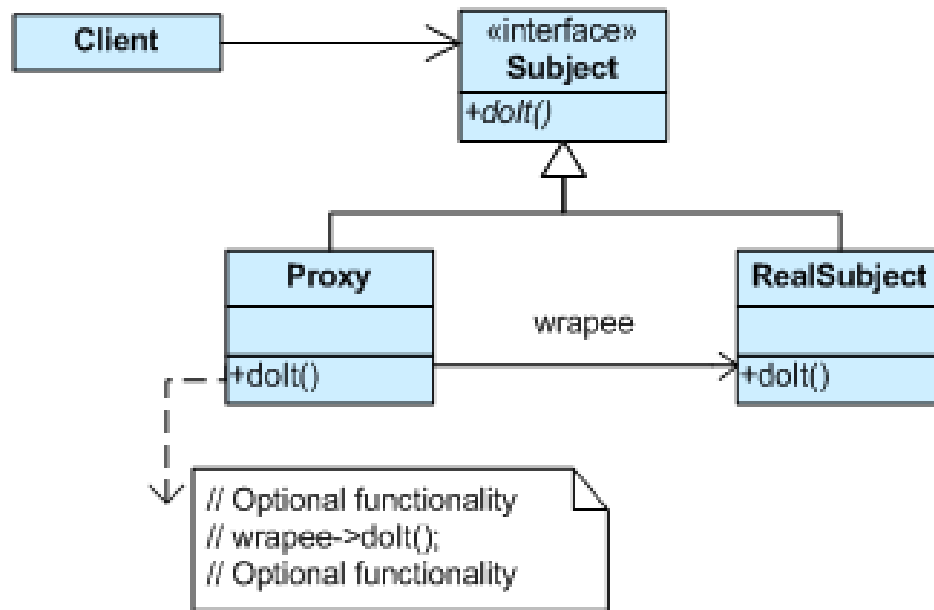 Client
«interface»
Subject
+doIt()
Proxy
RealSubject
wrapee
+doIt()
+doIt()
// Optional functionality
// wrapee->doIt();
// Optional functionality